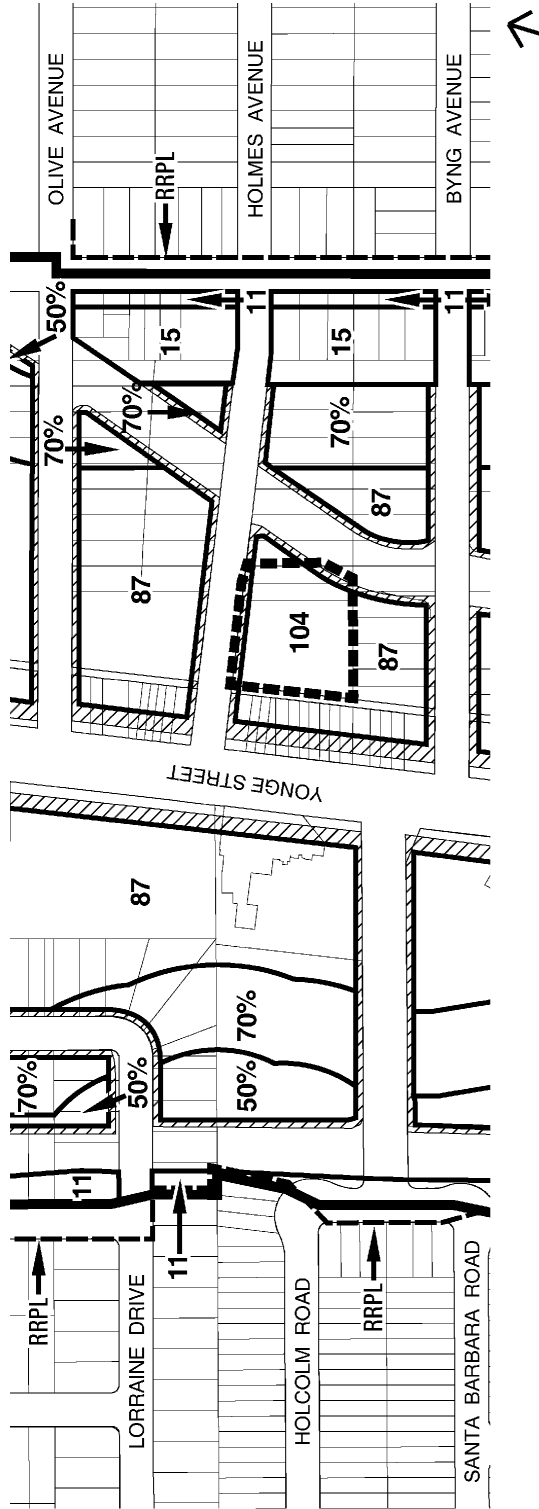 OLIVE AVENUE
HOLMES AVENUE
BYNG AVENUE
RRPL
50%
11
11
15
15
70%
70%
70%
87
87
104
87
YONGE STREET
87
70%
70%
50%
50%
11
11
RRPL
RRPL
LORRAINE DRIVE
HOLCOLM ROAD
SANTA BARBARA ROAD